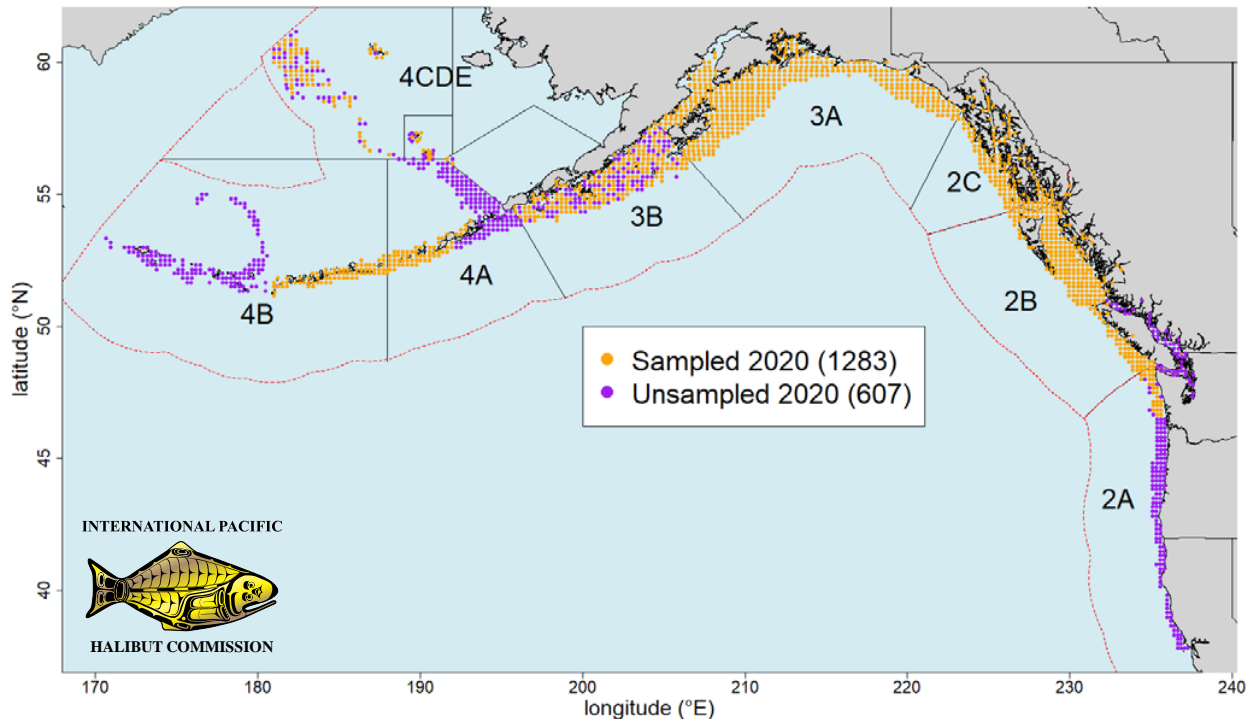 4CDE
3A
2C
3B
4A
4B
2B
2A
Sampled 2020 (1283)
Unsampled 2020 (607)
INTERNATIONAL PACIFIC
HALIBUT COMMISSION
latitude (°N)
60
55
50
45
40
170 180 190 200 210 220 230 240
longitude (°E)